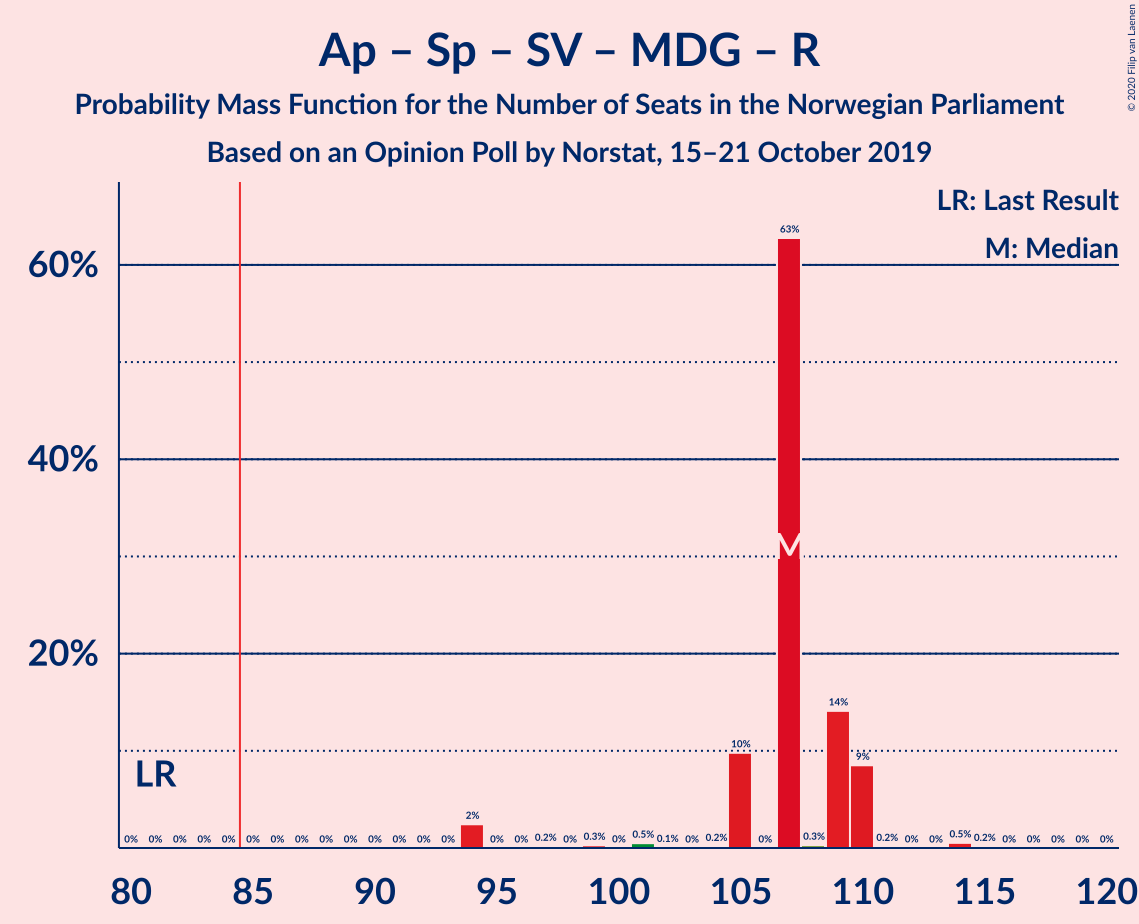 Ap – Sp – SV – MDG – R
Probability Mass Function for the Number of Seats in the Norwegian Parliament
Based on an Opinion Poll by Norstat, 15–21 October 2019
© 2020 Filip van Laenen
LR: Last Result
M: Median
60%
40%
20%
LR
M
0% 0% 0% 0% 0% 0% 0% 0% 0% 0% 0% 0% 0% 0% 2% 0% 0% 0.2% 0% 0.3% 0% 0.5% 0.1% 0% 0.2% 10% 0% 63% 0.3% 14% 9% 0.2% 0% 0% 0.5% 0.2% 0% 0% 0% 0% 0%
80 85 90 95 100 105 110 115 120